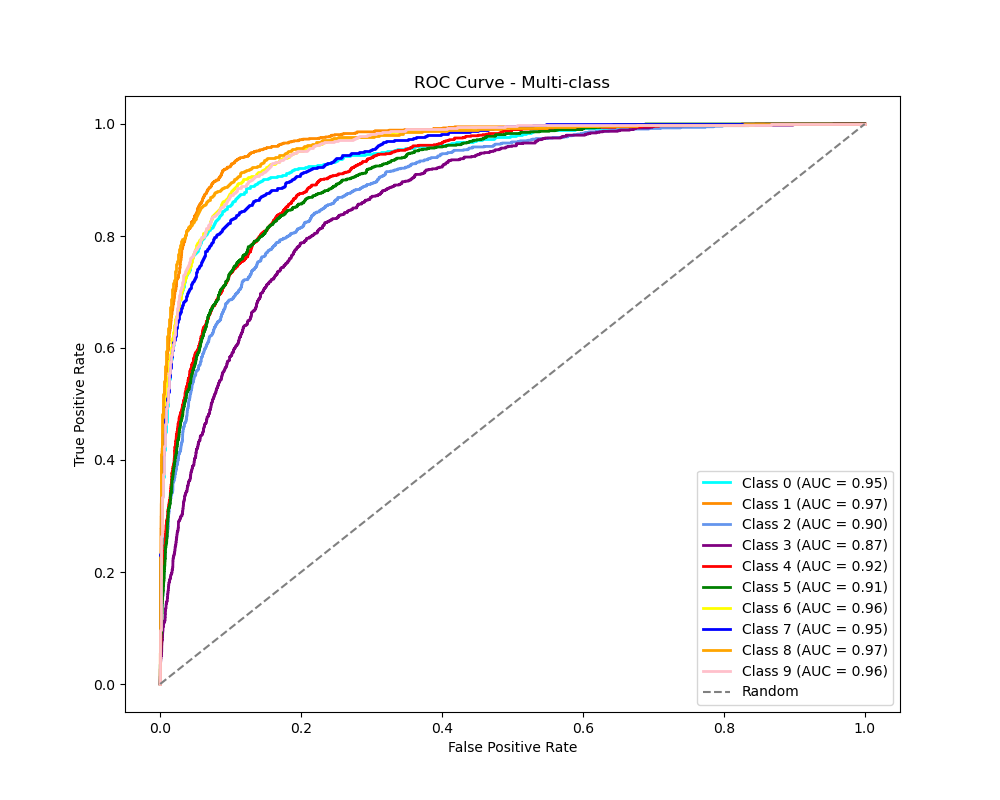 ROC Curve - Multi-class
True Positive Rate
1.0
0.8
0.6
0.4
0.2
0.0
0.0 0.2 0.4 0.6 0.8 1.0
False Positive Rate
Class 0 (AUC = 0.95)
Class 1 (AUC = 0.97)
Class 2 (AUC = 0.90)
Class 3 (AUC = 0.87)
Class 4 (AUC = 0.92)
Class 5 (AUC = 0.91)
Class 6 (AUC = 0.96)
Class 7 (AUC = 0.95)
Class 8 (AUC = 0.97)
Class 9 (AUC = 0.96)
Random